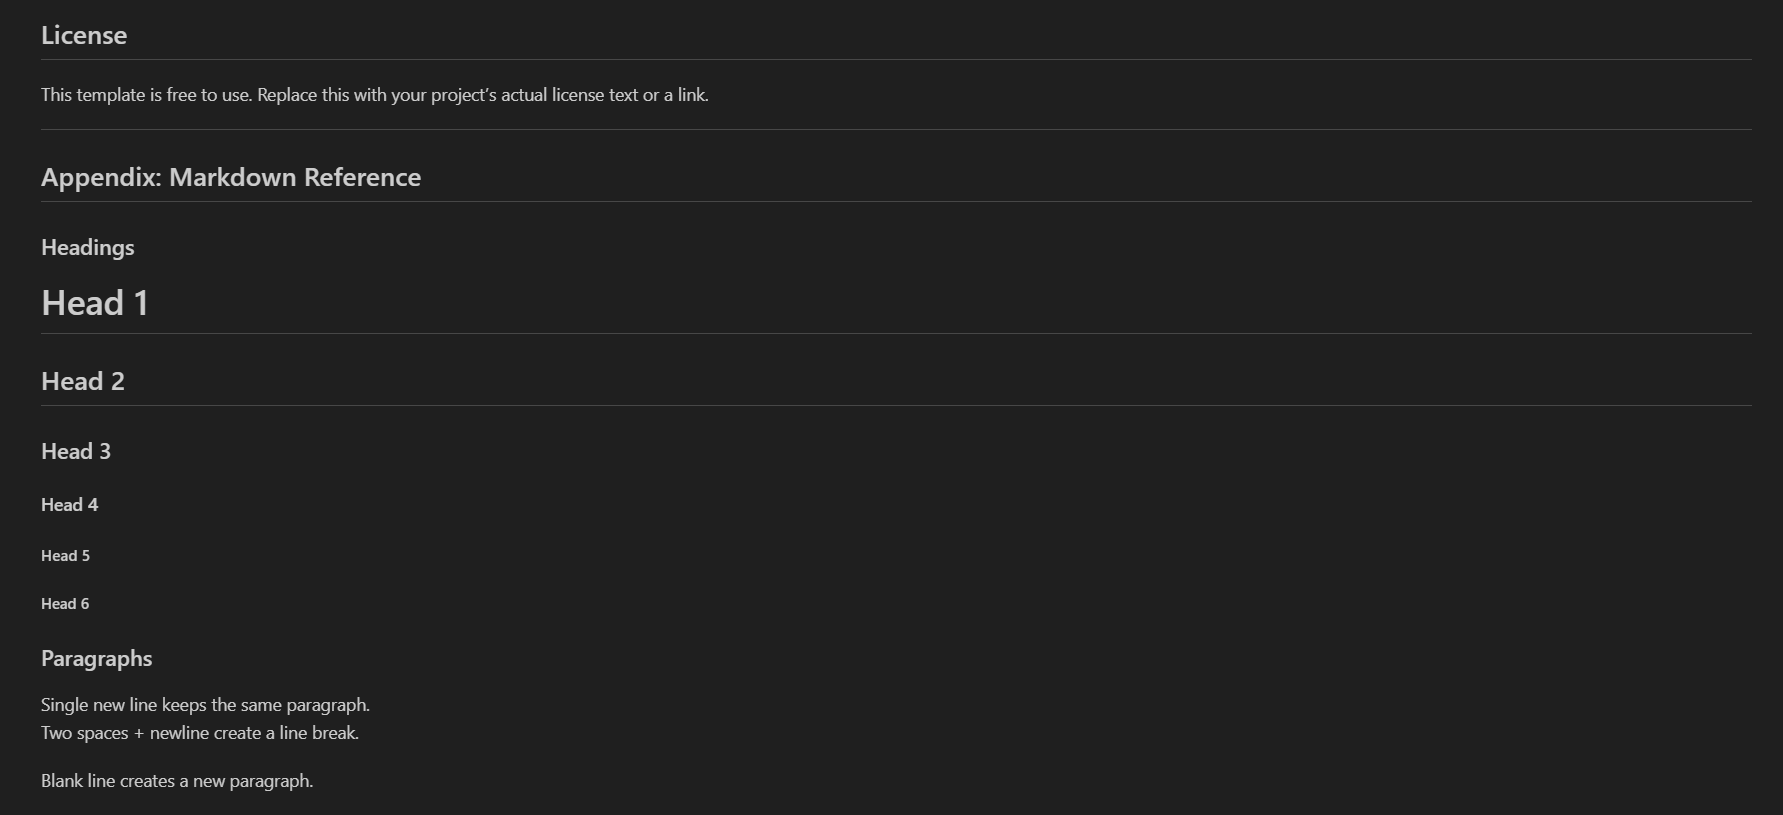 License
This template is free to use. Replace this with your project’s actual license text or a link.
Appendix: Markdown Reference
Headings
Head 1
Head 2
Head 3
Head 4
Head 5
Head 6
Paragraphs
Single new line keeps the same paragraph.
Two spaces + newline create a line break.
Blank line creates a new paragraph.